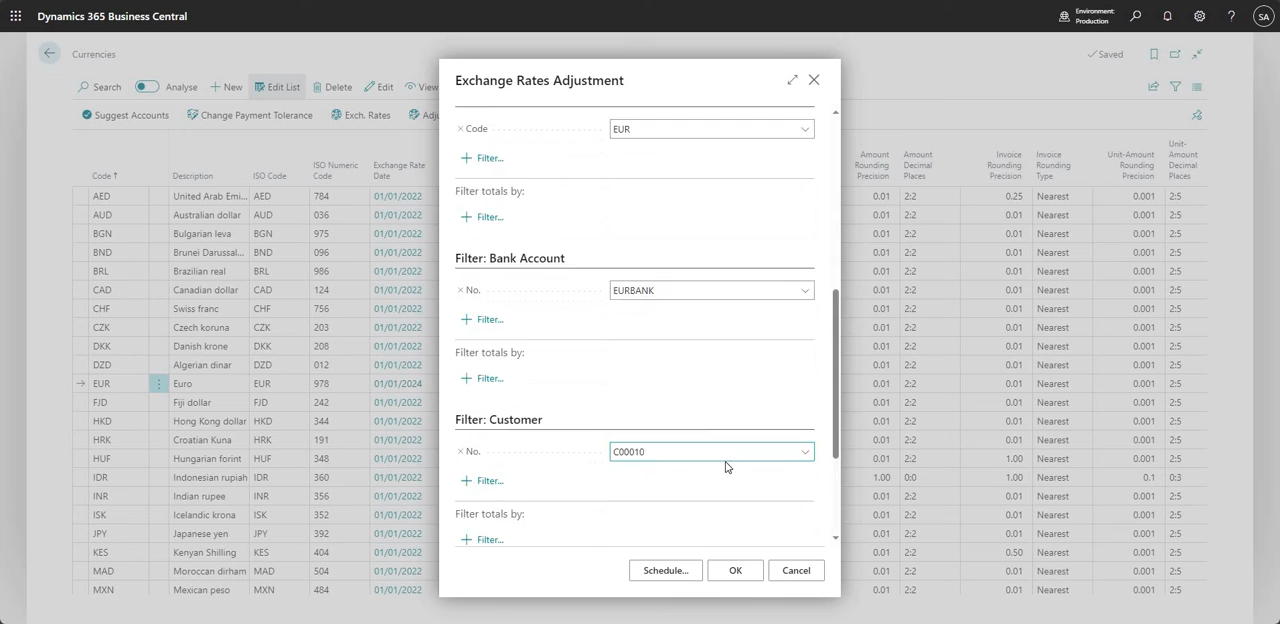 Dynamics 365 Business Central
Environment:
Production
SA
Currencies
Saved
Search Analyse New Edit List Delete Edit View
Suggest Accounts Change Payment Tolerance Exch. Rates
Code Description ISO Code ISO Numeric Code Exchange Rate Date
Amount Rounding Precision Amount Decimal Places Invoice Rounding Precision Invoice Rounding Type Unit-Amount Rounding Precision Unit-Amount Decimal Places
AED United Arab Emi... AED 784 01/01/2022 0.01 2:2 0.25 Nearest 0.001 2:5
AUD Australian dollar AUD 036 01/01/2022 0.01 2:2 0.01 Nearest 0.001 2:5
BGN Bulgarian leva BGN 975 01/01/2022 0.01 2:2 0.01 Nearest 0.001 2:5
BND Brunei Darussal... BND 096 01/01/2022 0.01 2:2 0.01 Nearest 0.001 2:5
BRL Brazilian real BRL 986 01/01/2022 0.01 2:2 0.01 Nearest 0.001 2:5
CAD Canadian dollar CAD 124 01/01/2022 0.01 2:2 0.01 Nearest 0.001 2:5
CHF Swiss franc CHF 756 01/01/2022 0.01 2:2 0.01 Nearest 0.001 2:5
CZK Czech koruna CZK 203 01/01/2022 0.01 2:2 0.01 Nearest 0.001 2:5
DKK Danish krone DKK 208 01/01/2022 0.01 2:2 0.01 Nearest 0.001 2:5
DZD Algerian dinar DZD 012 01/01/2022 0.01 2:2 0.01 Nearest 0.001 2:5
EUR Euro EUR 978 01/01/2024 0.01 2:2 0.01 Nearest 0.001 2:5
FJD Fiji dollar FJD 242 01/01/2022 0.01 2:2 0.01 Nearest 0.001 2:5
HKD Hong Kong dollar HKD 344 01/01/2022 0.01 2:2 0.01 Nearest 0.001 2:5
HRK Croatian Kuna HRK 191 01/01/2022 0.01 2:2 0.01 Nearest 0.001 2:5
HUF Hungarian forint HUF 348 01/01/2022 0.01 2:2 1.00 Nearest 0.001 2:5
IDR Indonesian rupiah IDR 360 01/01/2022 1.00 0:0 1.00 Nearest 0.1 0:3
INR Indian rupee INR 356 01/01/2022 0.01 2:2 0.01 Nearest 0.001 2:5
ISK Icelandic krona ISK 352 01/01/2022 0.01 2:2 0.01 Nearest 0.001 2:5
JPY Japanese yen JPY 392 01/01/2022 0.01 2:2 0.01 Nearest 0.001 2:5
KES Kenyan Shilling KES 404 01/01/2022 0.01 2:2 0.50 Nearest 0.001 2:5
MAD Moroccan dirham MAD 504 01/01/2022 0.01 2:2 0.01 Nearest 0.001 2:5
MXN Mexican peso MXN 484 01/01/2022 0.01 2:2 0.01 Nearest 0.001 2:5
Exchange Rates Adjustment
Code EUR
Filter...
Filter totals by:
Filter...
Filter: Bank Account
No. EURBANK
Filter...
Filter totals by:
Filter...
Filter: Customer
No. C00010
Filter...
Filter totals by:
Filter...
Schedule... OK Cancel